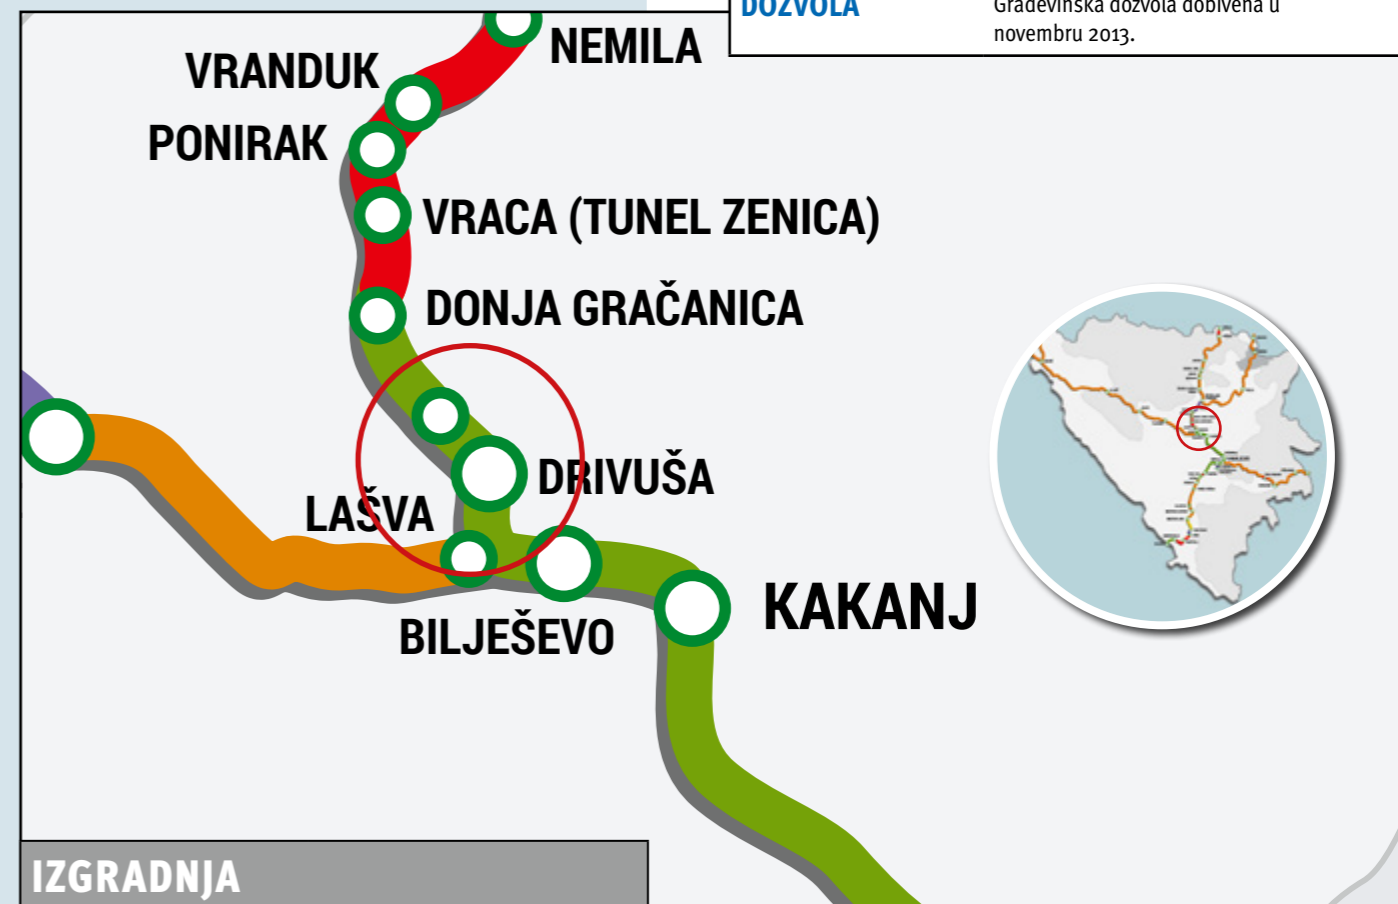 DOZVOLA
Građevinska dozvola dobivena u
novembru 2013.
NEMILA
VRANDUK
PONIRAK
VRACA (TUNEL ZENICA)
DONJA GRAČANICA
DRIVUŠA
LAŠVA
BILJEŠEVO
KAKANJ
IZGRADNJA